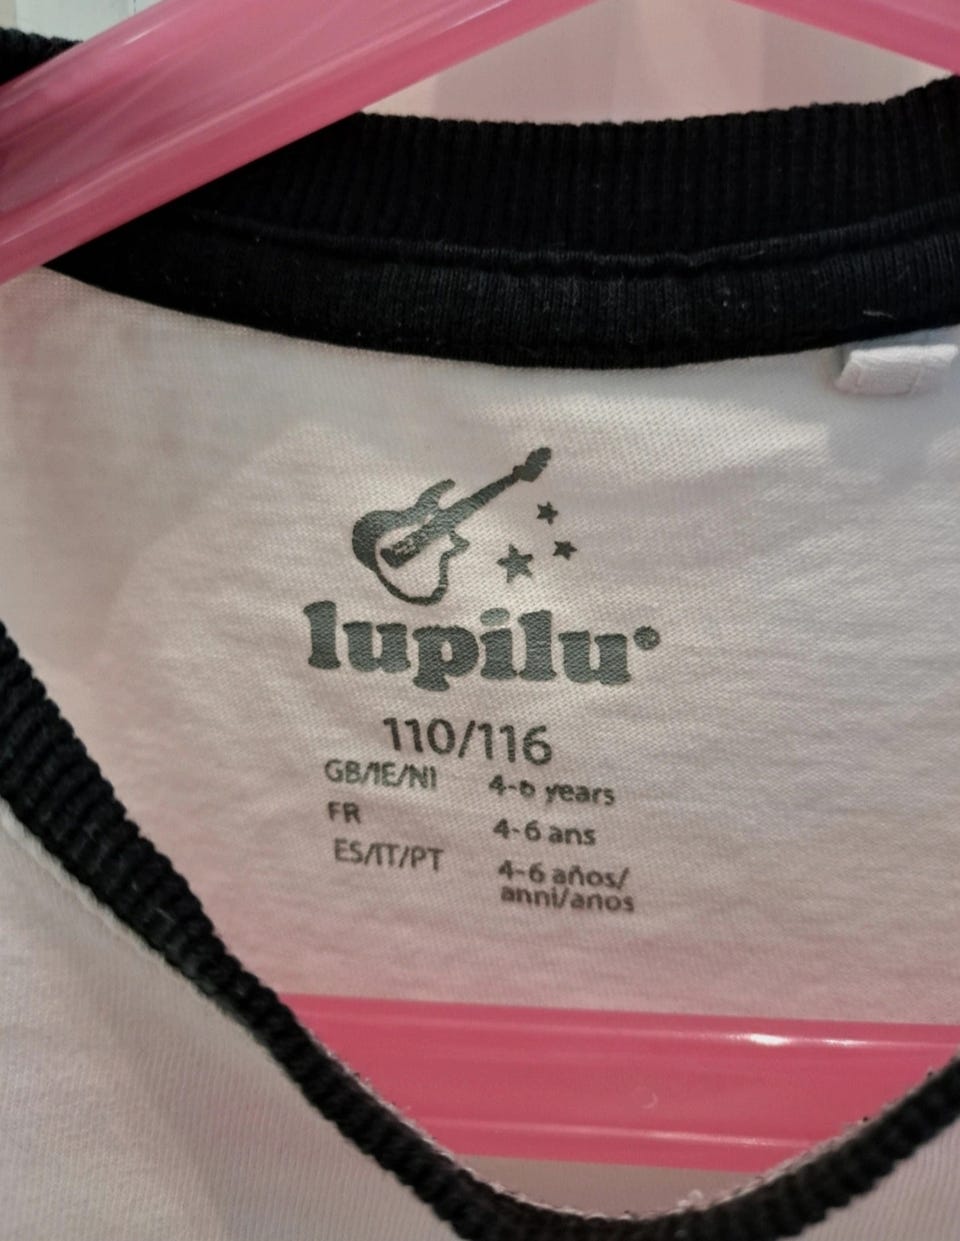 lupilu®
110/116
GB/IE/NI 4-6 years
FR 4-6 ans
ES/IT/PT 4-6 años/
anni/anos